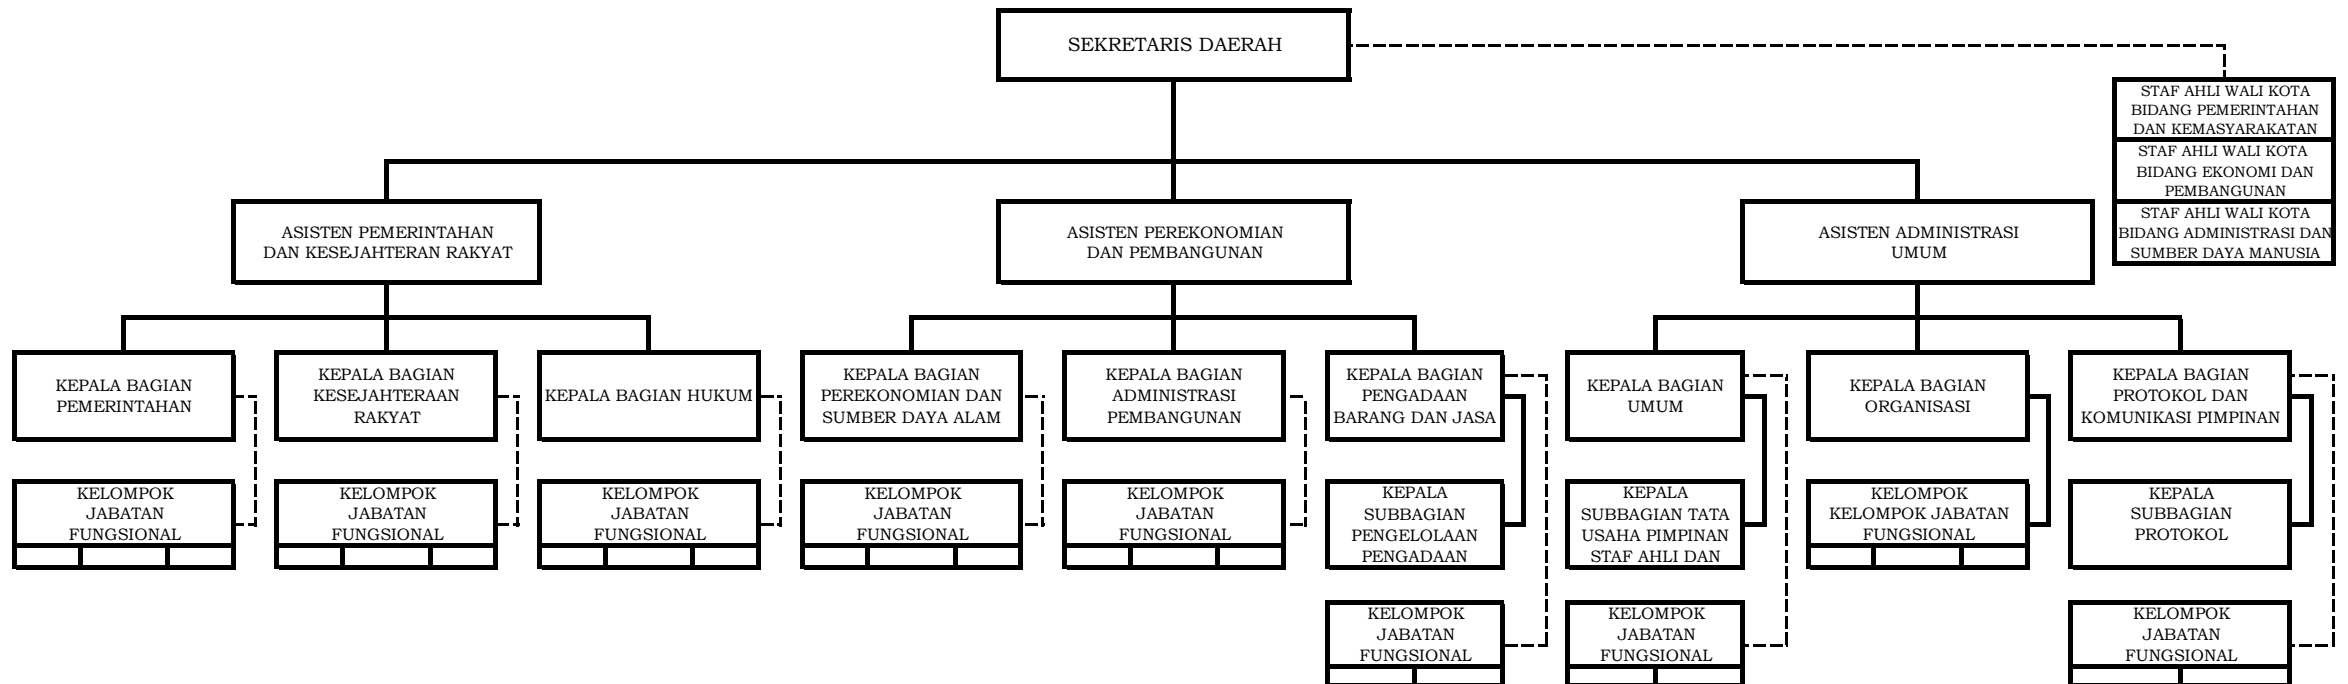 SEKRETARIS DAERAH
STAF AHLI WALI KOTA
BIDANG PEMERINTAHAN
DAN KEMASYARAKATAN
STAF AHLI WALI KOTA
BIDANG EKONOMI DAN
PEMBANGUNAN
STAF AHLI WALI KOTA
BIDANG ADMINISTRASI DAN
SUMBER DAYA MANUSIA
ASISTEN PEMERINTAHAN
DAN KESEJAHTERAN RAKYAT
ASISTEN PEREKONOMIAN
DAN PEMBANGUNAN
ASISTEN ADMINISTRASI
UMUM
KEPALA BAGIAN
PEMERINTAHAN
KEPALA BAGIAN
KESEJAHTERAAN
RAKYAT
KEPALA BAGIAN HUKUM
KEPALA BAGIAN
PEREKONOMIAN DAN
SUMBER DAYA ALAM
KEPALA BAGIAN
ADMINISTRASI
PEMBANGUNAN
KEPALA BAGIAN
PENGADAAN
BARANG DAN JASA
KEPALA BAGIAN
UMUM
KEPALA BAGIAN
ORGANISASI
KEPALA BAGIAN
PROTOKOL DAN
KOMUNIKASI PIMPINAN
KELOMPOK
JABATAN
FUNGSIONAL
KELOMPOK
JABATAN
FUNGSIONAL
KELOMPOK
JABATAN
FUNGSIONAL
KELOMPOK
JABATAN
FUNGSIONAL
KELOMPOK
JABATAN
FUNGSIONAL
KEPALA
SUBBAGIAN
PENGELOLAAN
PENGADAAN
KEPALA
SUBBAGIAN TATA
USAHA PIMPINAN
STAF AHLI DAN
KELOMPOK
KELOMPOK JABATAN
FUNGSIONAL
KEPALA
SUBBAGIAN
PROTOKOL
KELOMPOK
JABATAN
FUNGSIONAL
KELOMPOK
JABATAN
FUNGSIONAL
KELOMPOK
JABATAN
FUNGSIONAL